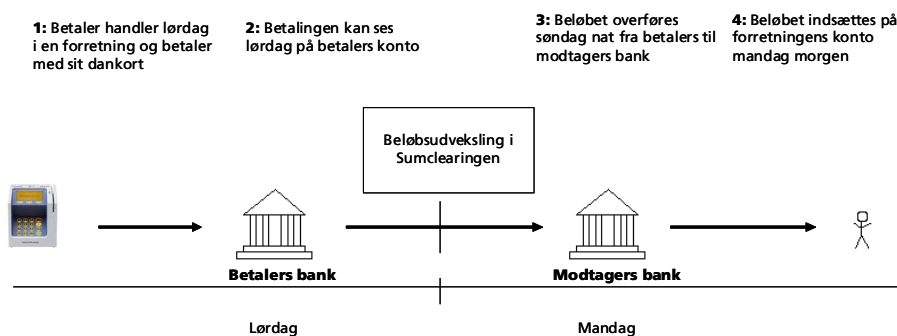 1: Betaler handler lørdag
i en forretning og betaler
med sit dankort
2: Betalingen kan ses
lørdag på betalers konto
3: Beløbet overføres
søndag nat fra betalers til
modtagers bank
4: Beløbet indsættes på
forretningens konto
mandag morgen
Beløbsudveksling i
Sumclearingen
Betalers bank
Modtagers bank
Lørdag
Mandag